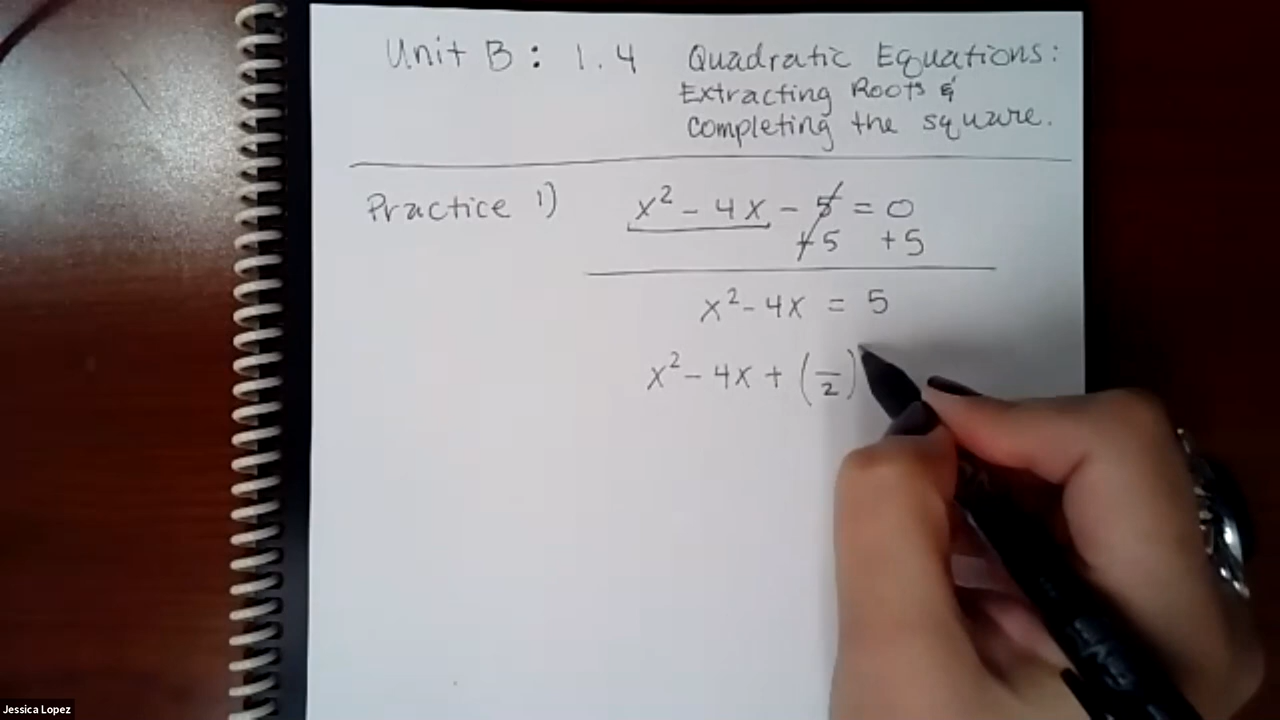 Unit B : 1.4 Quadratic Equations:
Extracting Roots &
completing the square.
Practice 1) x² - 4x - 5 = 0
+5 +5
x² - 4x = 5
x² - 4x + (—/2)
Jessica Lopez